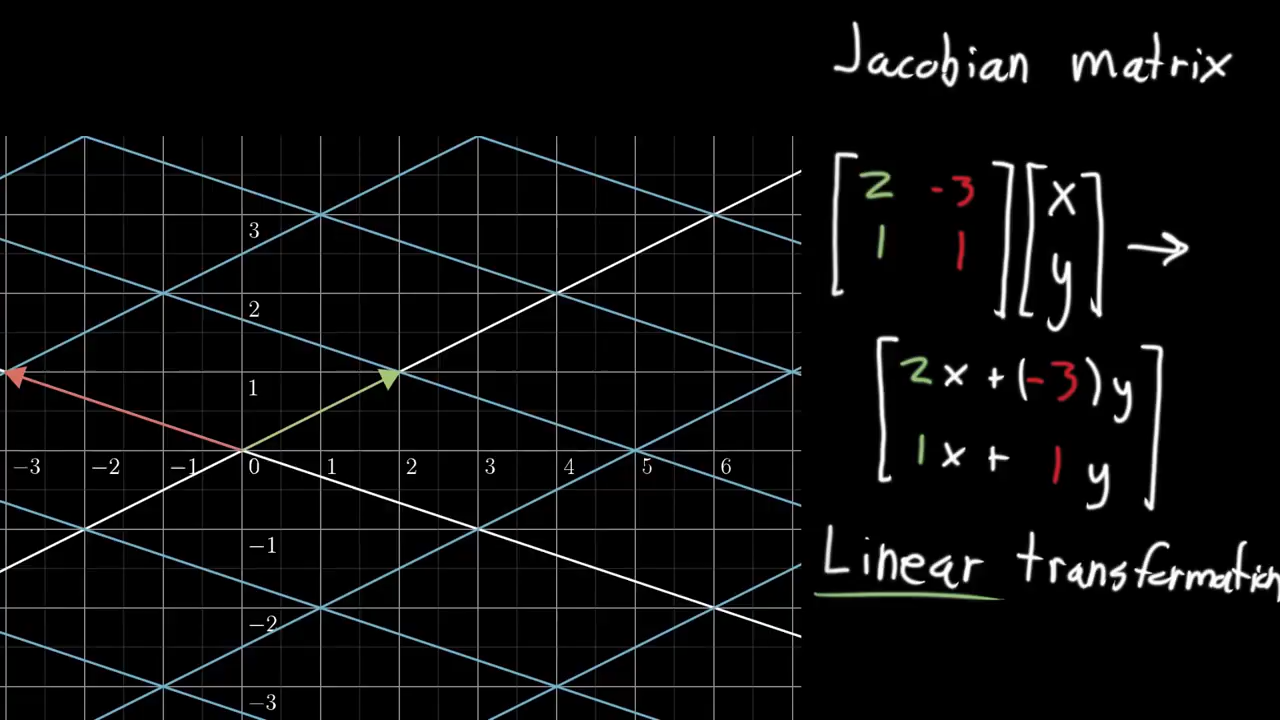 Jacobian matrix
[2 -3] [x] →
[1 1] [y]
[2x + (-3)y]
[1x + 1y]
Linear transformation
3
2
1
−3 −2 −1 0 1 2 3 4 5 6
−1
−2
−3